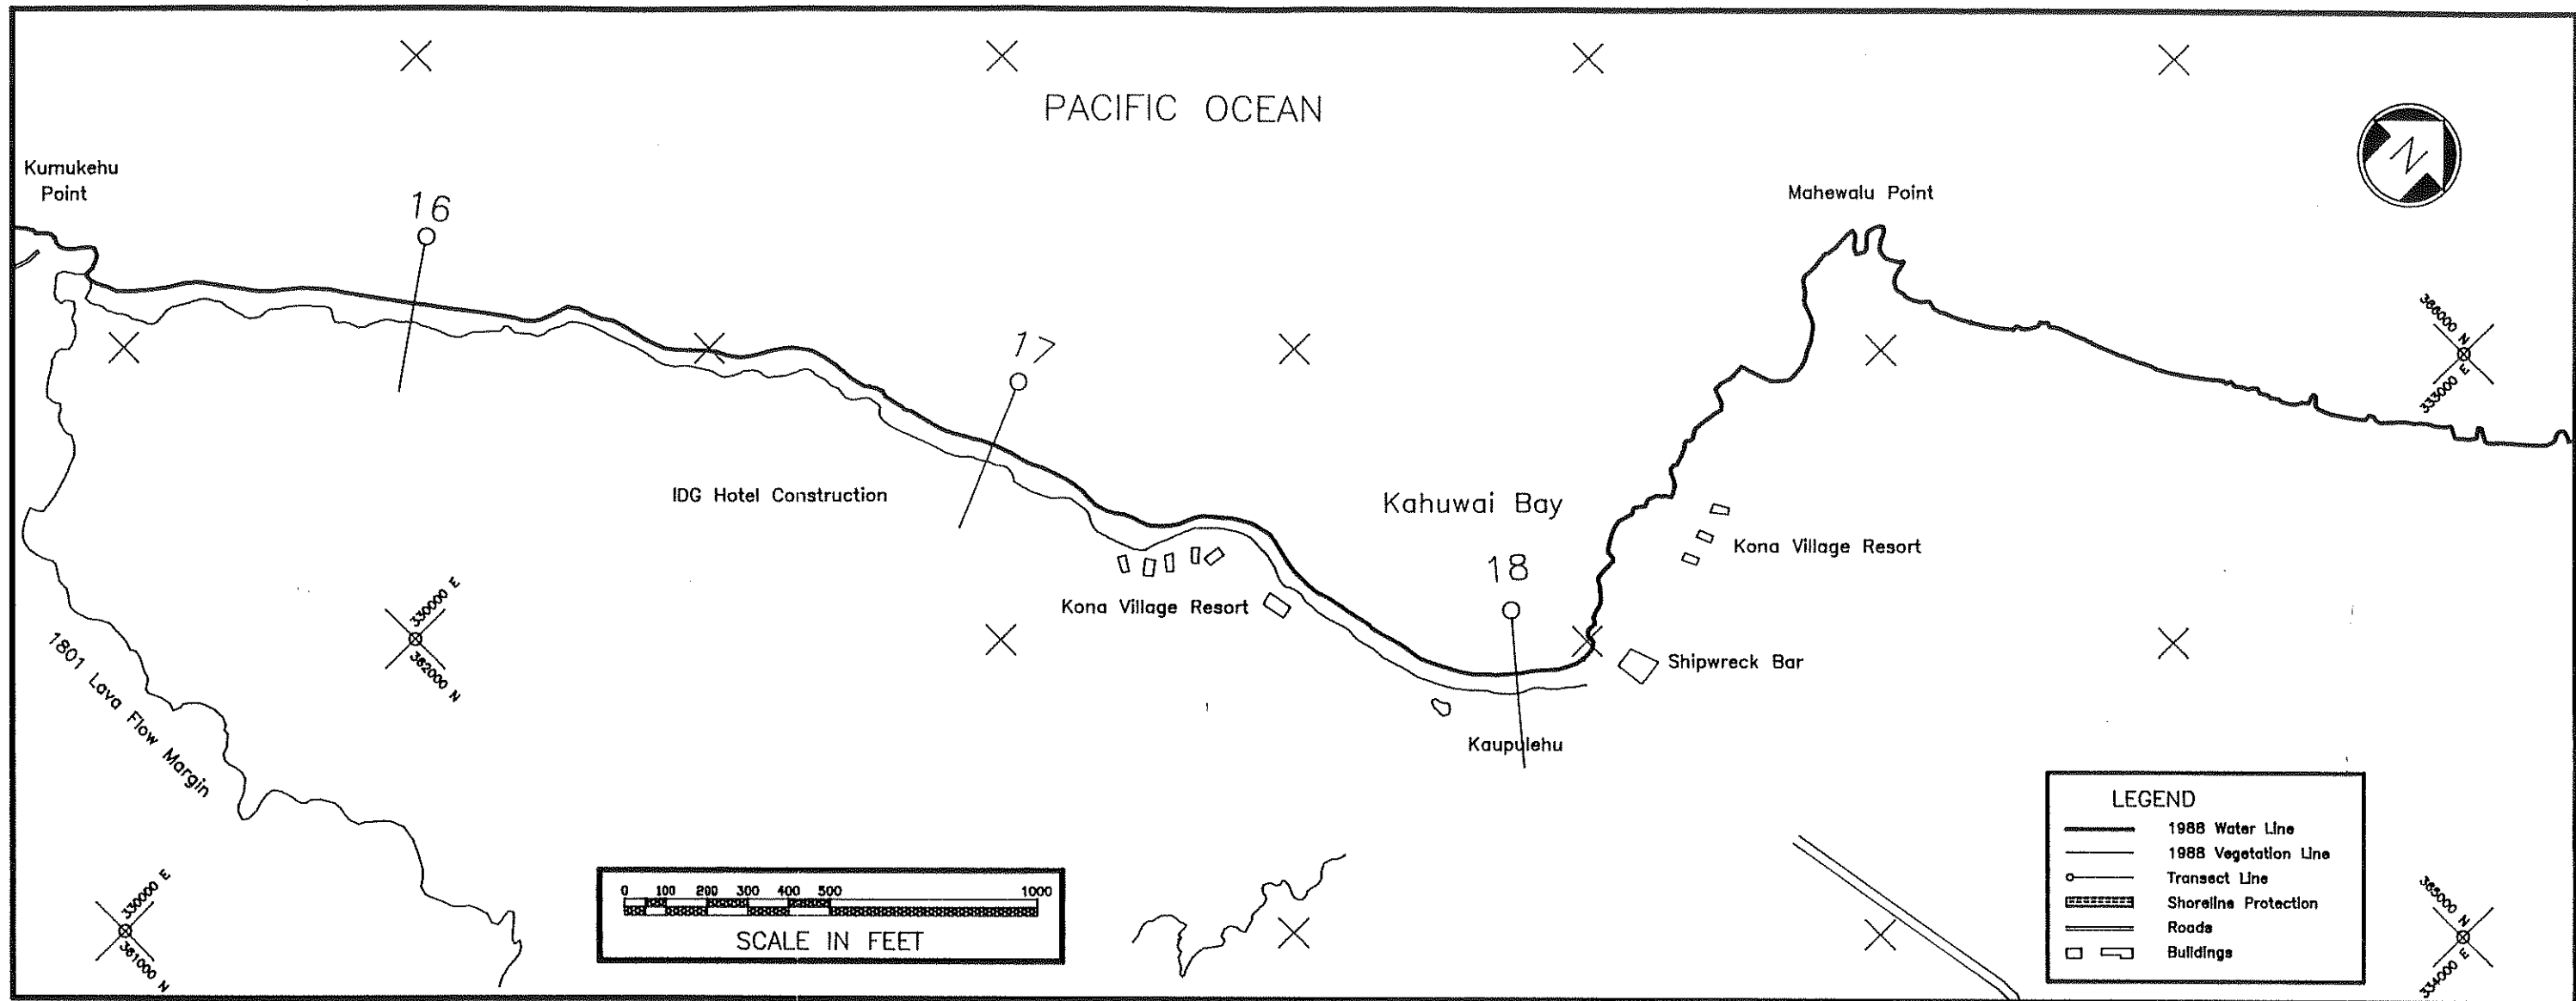 PACIFIC OCEAN
Kumukehu
Point
16
Mahewalu Point
N
17
366000 N
333000 E
IDG Hotel Construction
Kahuwai Bay
Kona Village Resort
18
330000 E
362000 N
Kona Village Resort
1801 Lava Flow Margin
Shipwreck Bar
Kaupulehu
330000 E
361000 N
0 100 200 300 400 500 1000
SCALE IN FEET
LEGEND
1988 Water Line
1988 Vegetation Line
Transect Line
Shoreline Protection
Roads
Buildings
365000 N
334000 E